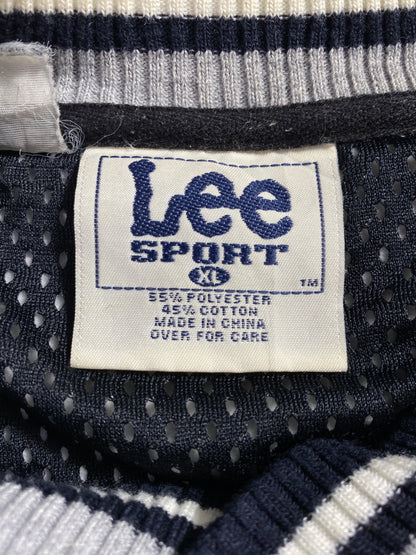 Lee
SPORT
XL
TM
55% POLYESTER
45% COTTON
MADE IN CHINA
OVER FOR CARE